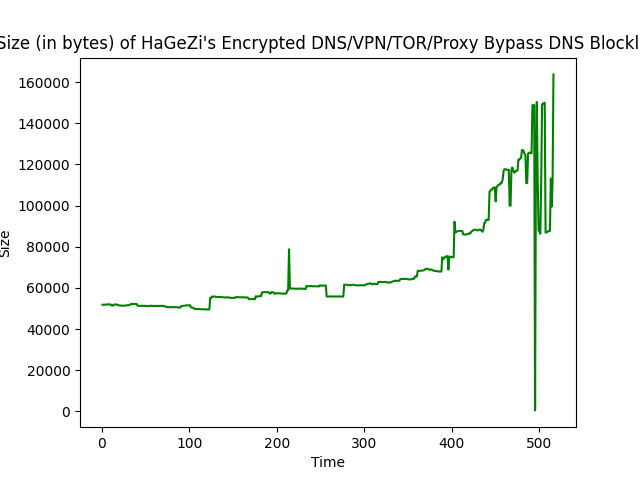 Size (in bytes) of HaGeZi's Encrypted DNS/VPN/TOR/Proxy Bypass DNS Blockl
160000
140000
120000
100000
80000
60000
40000
20000
0
Size
0 100 200 300 400 500
Time